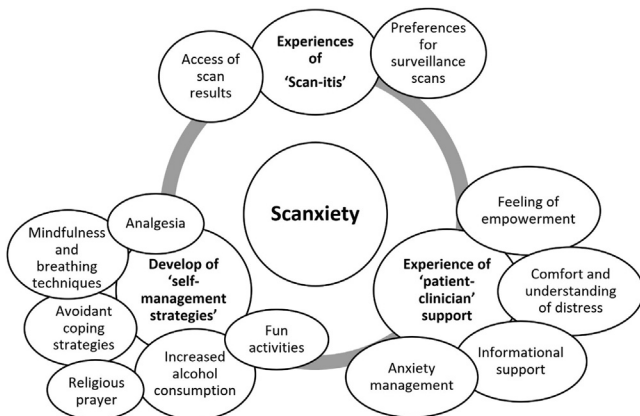 Access of
scan
results
Experiences
of
‘Scan-itis’
Preferences
for
surveillance
scans
Scanxiety
Analgesia
Mindfulness
and
breathing
techniques
Develop of
‘self-
management
strategies’
Avoidant
coping
strategies
Religious
prayer
Increased
alcohol
consumption
Fun
activities
Feeling of
empowerment
Experience of
‘patient-
clinician’
support
Comfort and
understanding
of distress
Informational
support
Anxiety
management